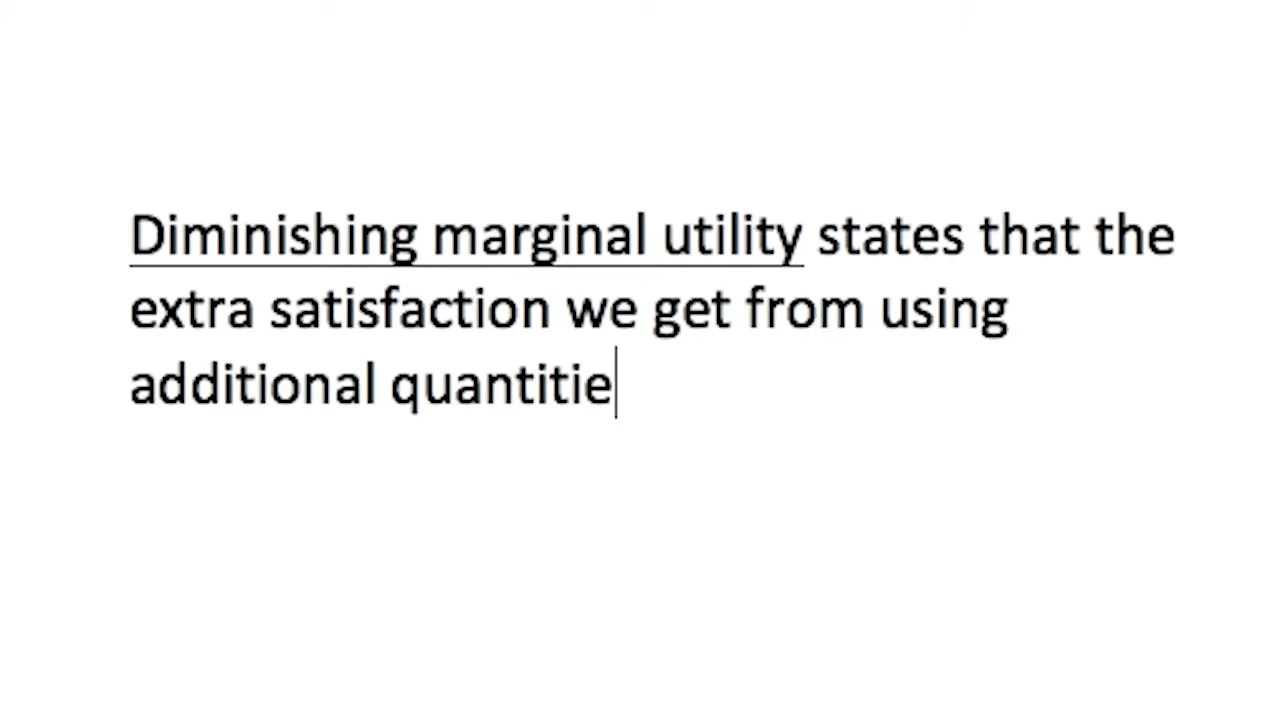 Diminishing marginal utility states that the
extra satisfaction we get from using
additional quantitie